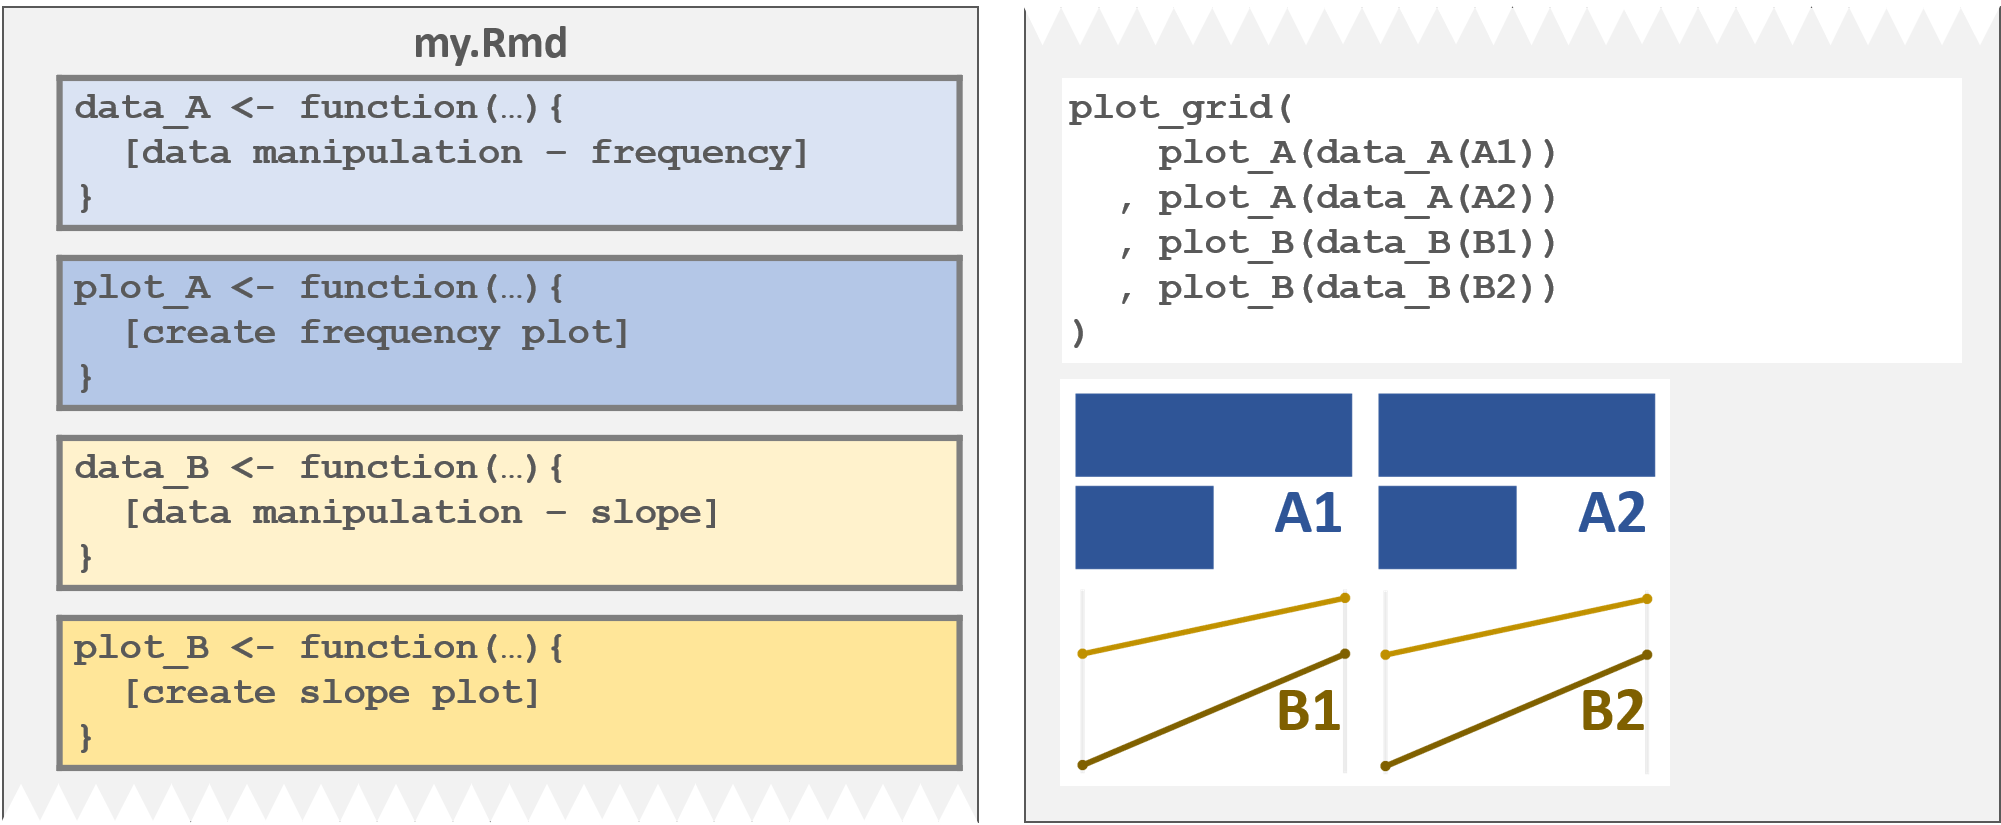 my.Rmd
data_A <- function(…){
[data manipulation – frequency]
}
plot_A <- function(…){
[create frequency plot]
}
data_B <- function(…){
[data manipulation – slope]
}
plot_B <- function(…){
[create slope plot]
}
plot_grid(
plot_A(data_A(A1))
, plot_A(data_A(A2))
, plot_B(data_B(B1))
, plot_B(data_B(B2))
)
A1 A2
B1 B2